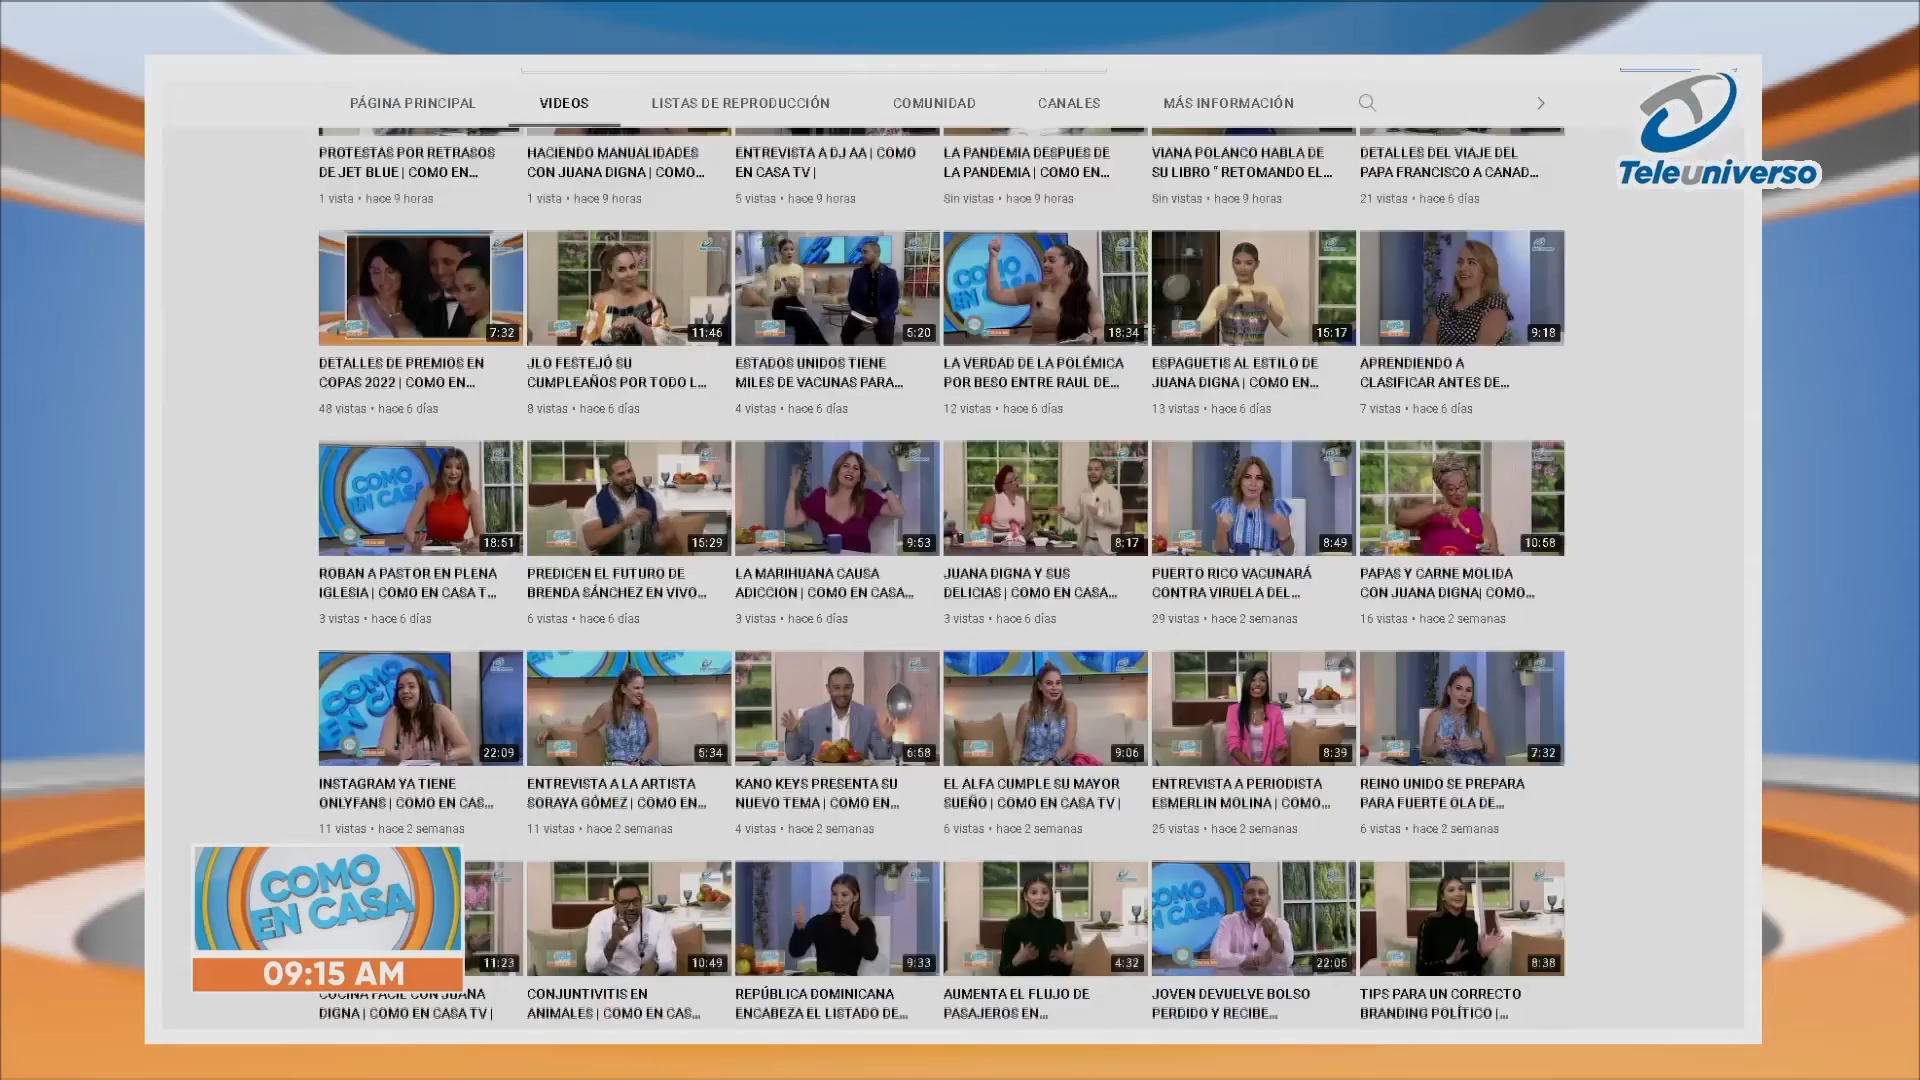 PÁGINA PRINCIPAL VIDEOS LISTAS DE REPRODUCCIÓN COMUNIDAD CANALES MÁS INFORMACIÓN
Teleuniverso
PROTESTAS POR RETRASOS
DE JET BLUE | COMO EN...
1 vista • hace 9 horas
HACIENDO MANUALIDADES
CON JUANA DIGNA | COMO...
1 vista • hace 9 horas
ENTREVISTA A DJ AA | COMO
EN CASA TV |
5 vistas • hace 9 horas
LA PANDEMIA DESPUES DE
LA PANDEMIA | COMO EN...
Sin vistas • hace 9 horas
VIANA POLANCO HABLA DE
SU LIBRO " RETOMANDO EL...
Sin vistas • hace 9 horas
DETALLES DEL VIAJE DEL
PAPA FRANCISCO A CANAD...
21 vistas • hace 6 días
7:32
DETALLES DE PREMIOS EN
COPAS 2022 | COMO EN...
48 vistas • hace 6 días
11:46
JLO FESTEJÓ SU
CUMPLEAÑOS POR TODO L...
8 vistas • hace 6 días
5:20
ESTADOS UNIDOS TIENE
MILES DE VACUNAS PARA...
4 vistas • hace 6 días
COMO
EN CASA
18:34
LA VERDAD DE LA POLÉMICA
POR BESO ENTRE RAUL DE...
12 vistas • hace 6 días
15:17
ESPAGUETIS AL ESTILO DE
JUANA DIGNA | COMO EN...
13 vistas • hace 6 días
9:18
APRENDIENDO A
CLASIFICAR ANTES DE...
7 vistas • hace 6 días
COMO
EN CASA
18:51
ROBAN A PASTOR EN PLENA
IGLESIA | COMO EN CASA T...
3 vistas • hace 6 días
15:29
PREDICEN EL FUTURO DE
BRENDA SÁNCHEZ EN VIVO...
6 vistas • hace 6 días
9:53
LA MARIHUANA CAUSA
ADICCION | COMO EN CASA...
3 vistas • hace 6 días
8:17
JUANA DIGNA Y SUS
DELICIAS | COMO EN CASA...
3 vistas • hace 6 días
8:49
PUERTO RICO VACUNARÁ
CONTRA VIRUELA DEL...
29 vistas • hace 2 semanas
10:58
PAPAS Y CARNE MOLIDA
CON JUANA DIGNA| COMO...
16 vistas • hace 2 semanas
COMO
EN CASA
22:09
INSTAGRAM YA TIENE
ONLYFANS | COMO EN CAS...
11 vistas • hace 2 semanas
5:34
ENTREVISTA A LA ARTISTA
SORAYA GÓMEZ | COMO EN...
11 vistas • hace 2 semanas
6:58
KANO KEYS PRESENTA SU
NUEVO TEMA | COMO EN...
4 vistas • hace 2 semanas
9:06
EL ALFA CUMPLE SU MAYOR
SUEÑO | COMO EN CASA TV |
6 vistas • hace 2 semanas
8:39
ENTREVISTA A PERIODISTA
ESMERLIN MOLINA | COMO...
25 vistas • hace 2 semanas
7:32
REINO UNIDO SE PREPARA
PARA FUERTE OLA DE...
6 vistas • hace 2 semanas
COMO
EN CASA
09:15 AM
11:23
COCINA FACIL CON JUANA
DIGNA | COMO EN CASA TV |
10:49
CONJUNTIVITIS EN
ANIMALES | COMO EN CAS...
9:33
REPÚBLICA DOMINICANA
ENCABEZA EL LISTADO DE...
4:32
AUMENTA EL FLUJO DE
PASAJEROS EN...
COMO
EN CASA
22:05
JOVEN DEVUELVE BOLSO
PERDIDO Y RECIBE...
8:38
TIPS PARA UN CORRECTO
BRANDING POLÍTICO |...